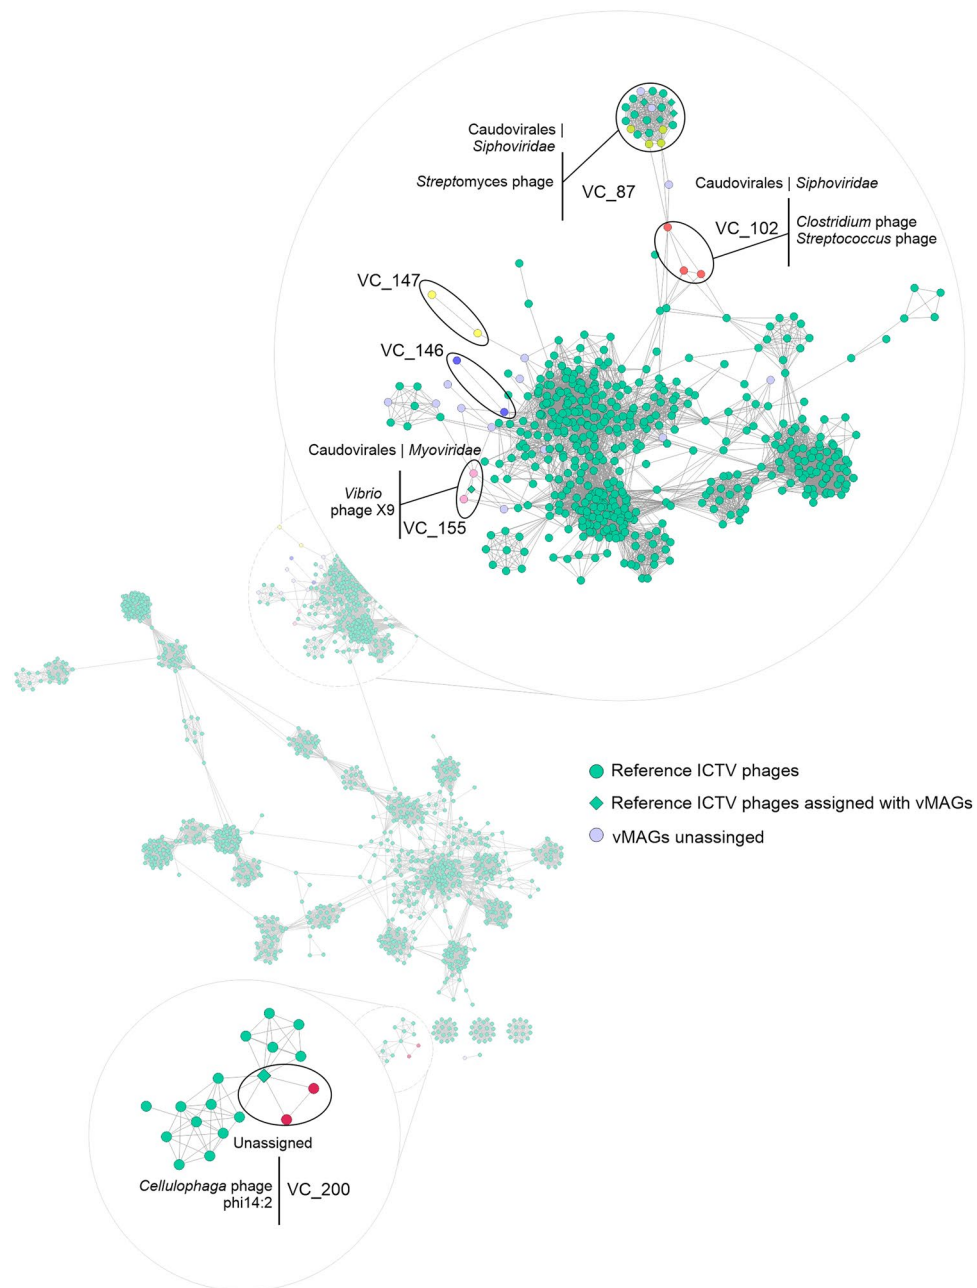 Caudovirales |
Siphoviridae
Streptomyces phage
VC_87
Caudovirales | Siphoviridae
VC_102
Clostridium phage
Streptococcus phage
VC_147
VC_146
Caudovirales | Myoviridae
Vibrio
phage X9
VC_155
Reference ICTV phages
Reference ICTV phages assigned with vMAGs
vMAGs unassinged
Unassigned
Cellulophaga phage
phi14:2
VC_200